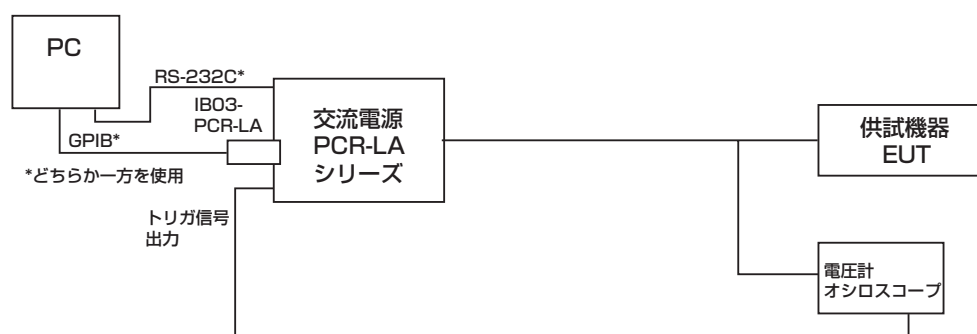 PC
RS-232C*
IB03-
PCR-LA
GPIB*
*どちらか一方を使用
交流電源
PCR-LA
シリーズ
トリガ信号
出力
供試機器
EUT
電圧計
オシロスコープ